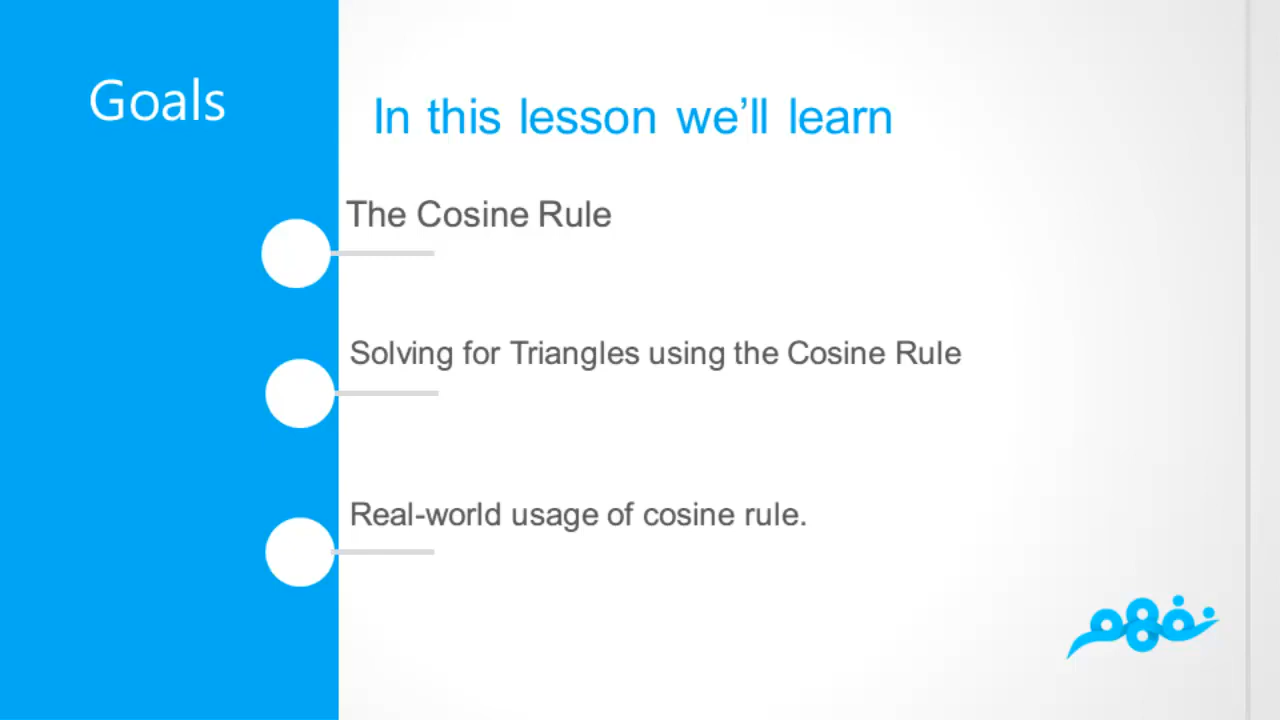 Goals
In this lesson we'll learn
The Cosine Rule
Solving for Triangles using the Cosine Rule
Real-world usage of cosine rule.
نفهم